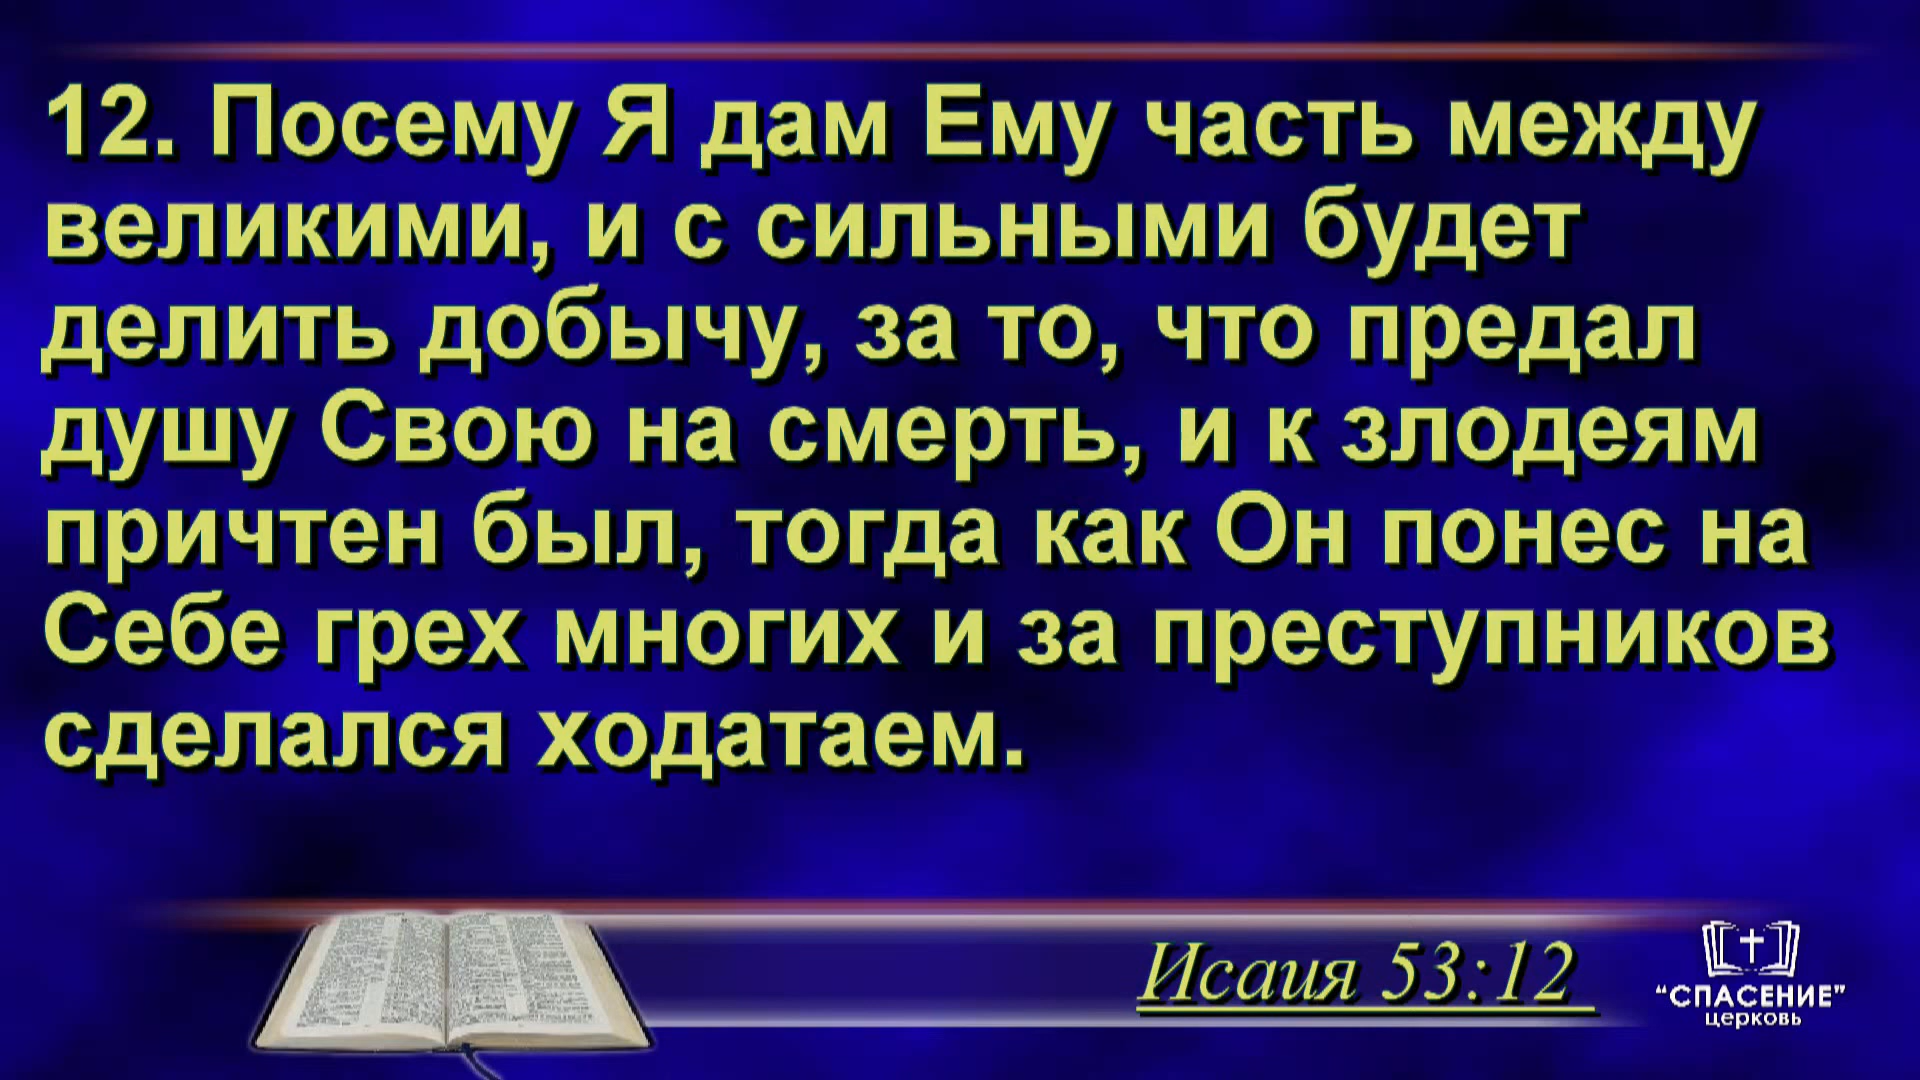 12. Посему Я дам Ему часть между
великими, и с сильными будет
делить добычу, за то, что предал
душу Свою на смерть, и к злодеям
причтен был, тогда как Он понес на
Себе грех многих и за преступников
сделался ходатаем.
Исаия 53:12
“СПАСЕНИЕ”
церковь